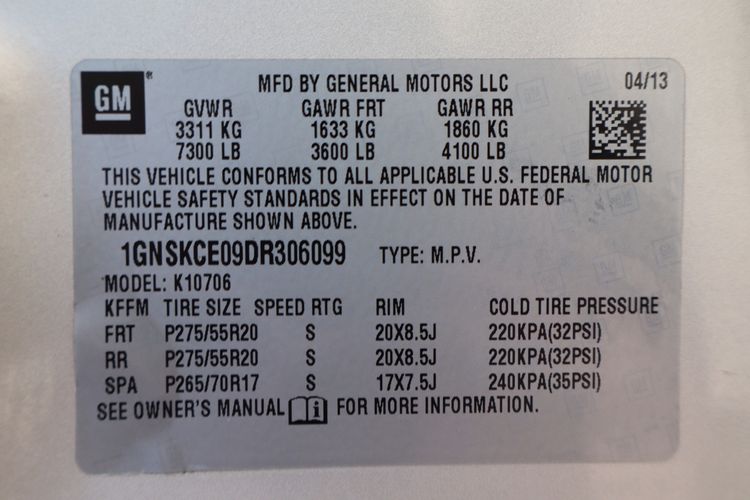 GM®
MFD BY GENERAL MOTORS LLC 04/13
GVWR GAWR FRT GAWR RR
3311 KG 1633 KG 1860 KG
7300 LB 3600 LB 4100 LB
THIS VEHICLE CONFORMS TO ALL APPLICABLE U.S. FEDERAL MOTOR
VEHICLE SAFETY STANDARDS IN EFFECT ON THE DATE OF
MANUFACTURE SHOWN ABOVE.
1GNSKCE09DR306099 TYPE: M.P.V.
MODEL: K10706
KFFM TIRE SIZE SPEED RTG RIM COLD TIRE PRESSURE
FRT P275/55R20 S 20X8.5J 220KPA(32PSI)
RR P275/55R20 S 20X8.5J 220KPA(32PSI)
SPA P265/70R17 S 17X7.5J 240KPA(35PSI)
SEE OWNER'S MANUAL i FOR MORE INFORMATION.